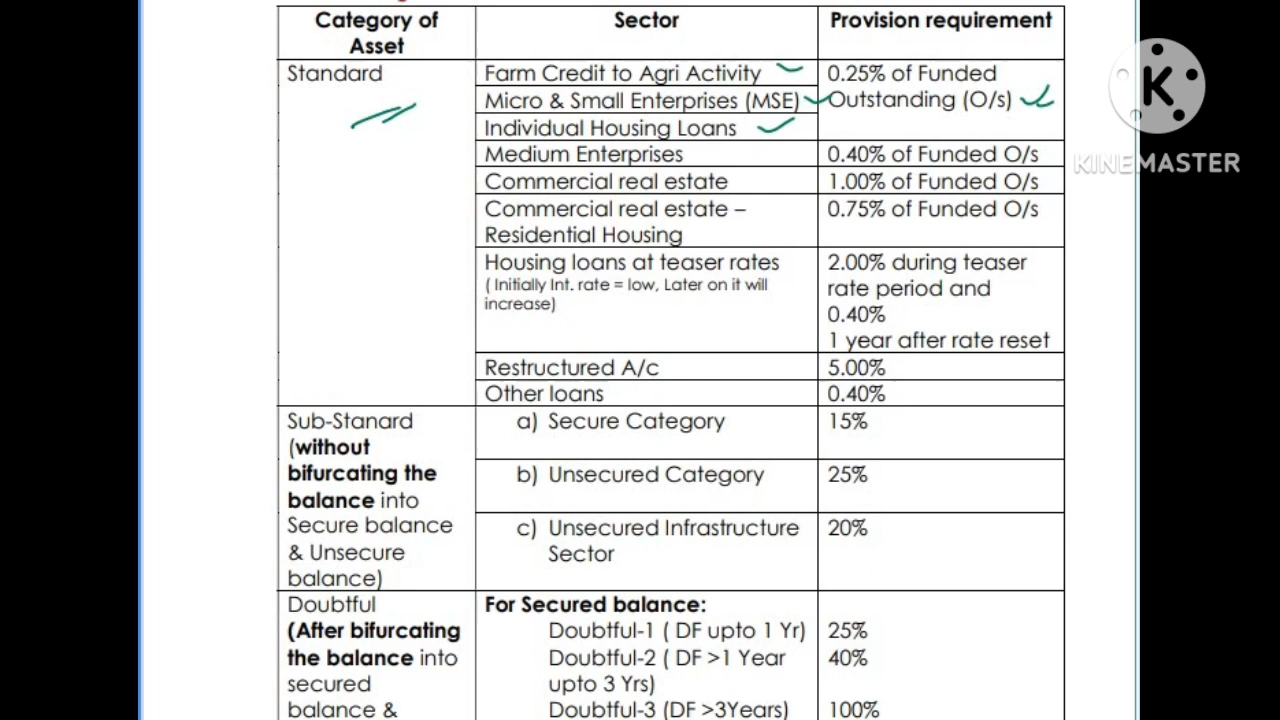 Category of Asset
Sector
Provision requirement
Standard
Farm Credit to Agri Activity
0.25% of Funded
Outstanding (O/s)
Micro & Small Enterprises (MSE)
Individual Housing Loans
Medium Enterprises
0.40% of Funded O/s
Commercial real estate
1.00% of Funded O/s
Commercial real estate –
Residential Housing
0.75% of Funded O/s
Housing loans at teaser rates
( Initially Int. rate = low, Later on it will
increase)
2.00% during teaser
rate period and
0.40%
1 year after rate reset
Restructured A/c
5.00%
Other loans
0.40%
Sub-Stanard
(without
bifurcating the
balance into
Secure balance
& Unsecure
balance)
a) Secure Category
15%
b) Unsecured Category
25%
c) Unsecured Infrastructure
Sector
20%
Doubtful
(After bifurcating
the balance into
secured
balance &
For Secured balance:
Doubtful-1 ( DF upto 1 Yr)
25%
Doubtful-2 ( DF >1 Year
upto 3 Yrs)
40%
Doubtful-3 (DF >3Years)
100%
K
KINEMASTER